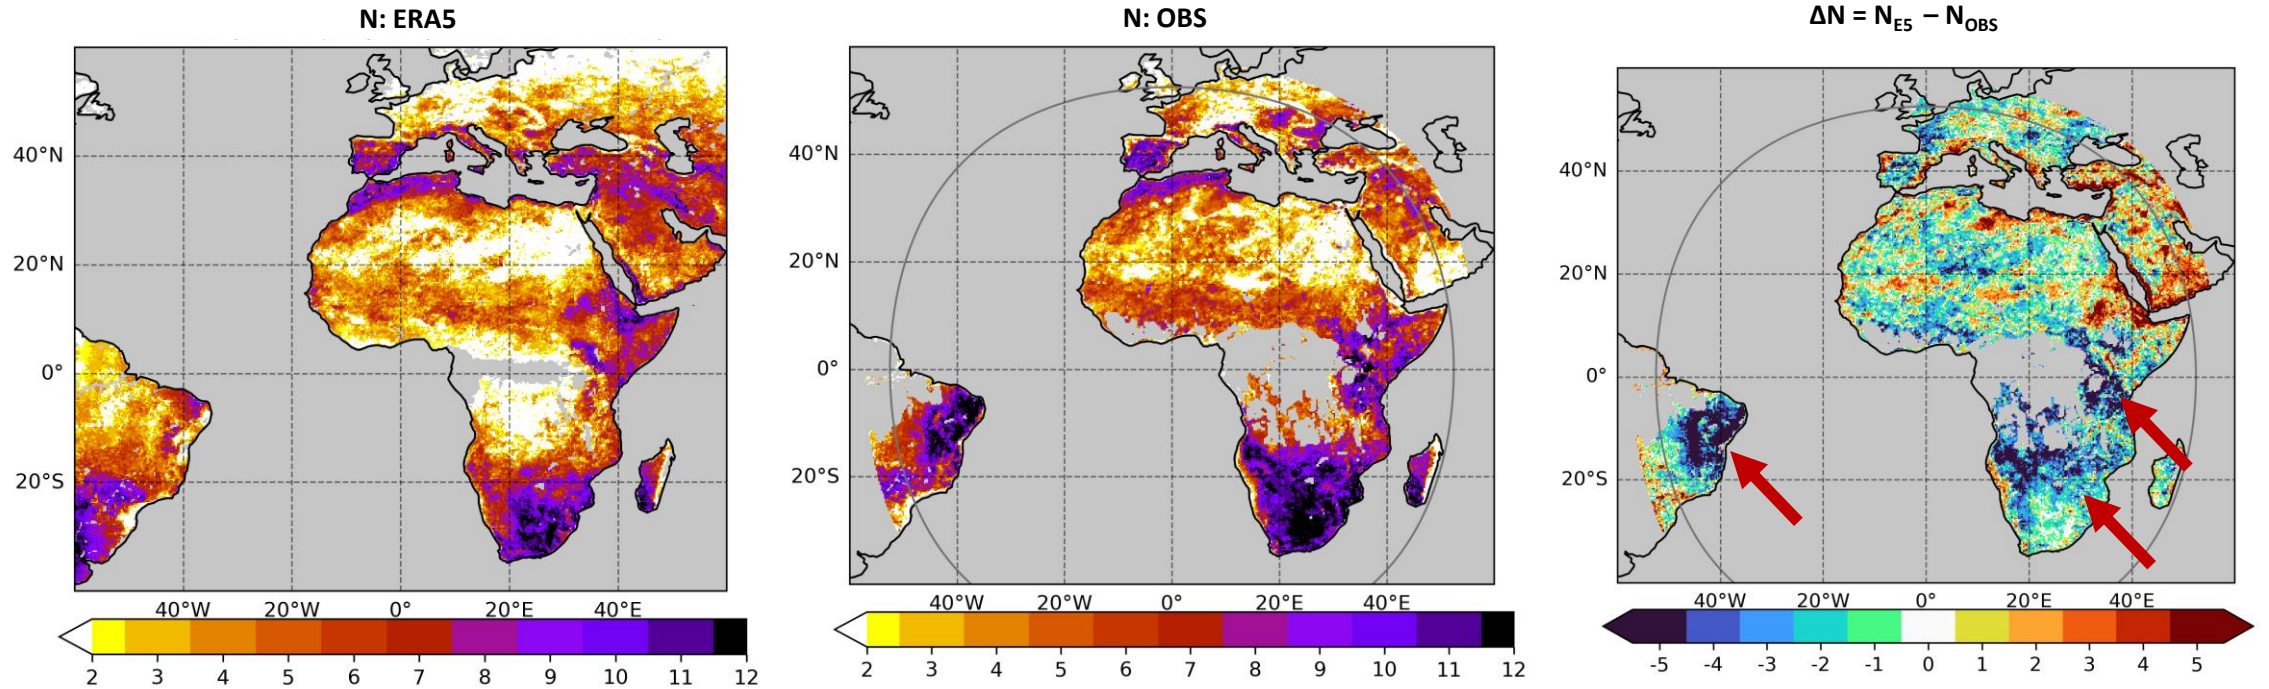 N: ERA5
N: OBS
ΔN = N_E5 – N_OBS
40°N
20°N
0°
20°S
40°W 20°W 0° 20°E 40°E
2 3 4 5 6 7 8 9 10 11 12
40°N
20°N
0°
20°S
40°W 20°W 0° 20°E 40°E
2 3 4 5 6 7 8 9 10 11 12
40°N
20°N
0°
20°S
40°W 20°W 0° 20°E 40°E
-5 -4 -3 -2 -1 0 1 2 3 4 5